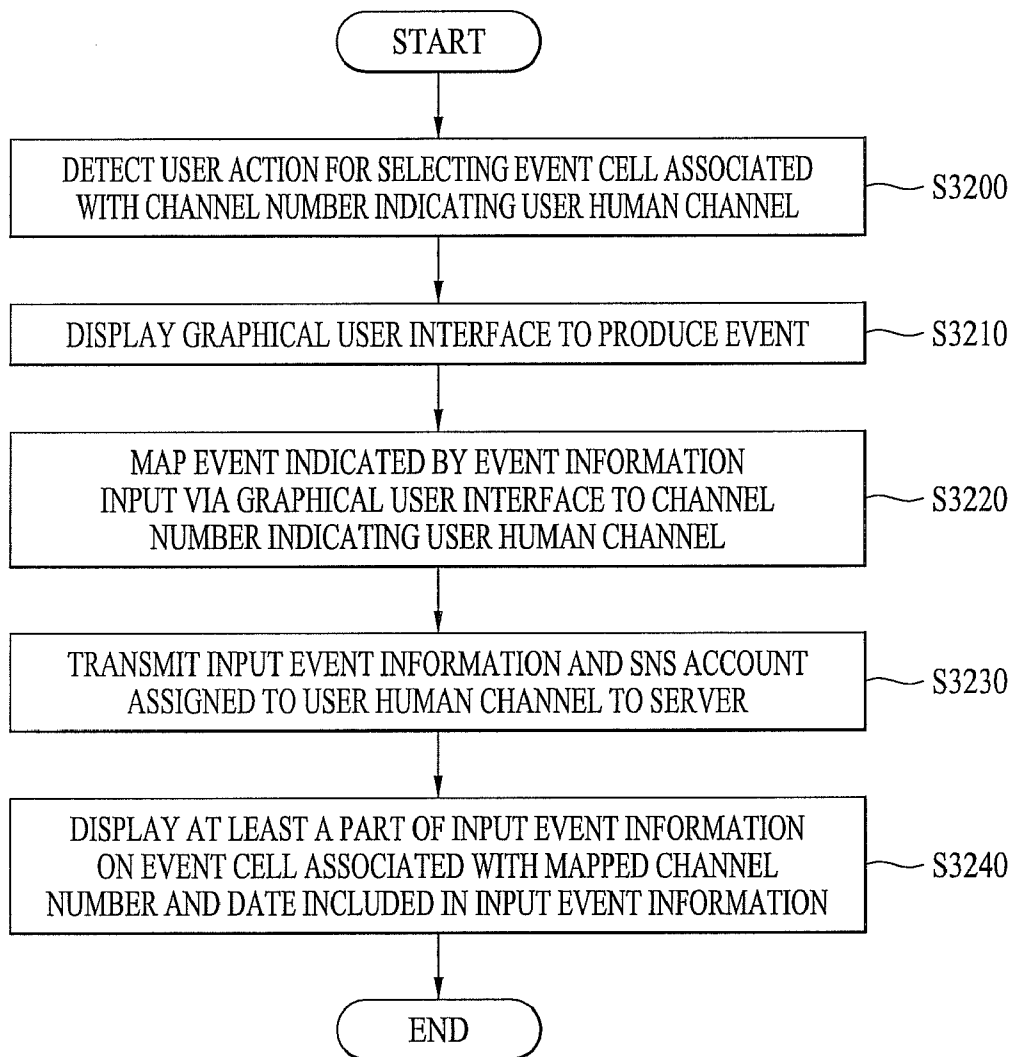 START
DETECT USER ACTION FOR SELECTING EVENT CELL ASSOCIATED
WITH CHANNEL NUMBER INDICATING USER HUMAN CHANNEL
S3200
DISPLAY GRAPHICAL USER INTERFACE TO PRODUCE EVENT
S3210
MAP EVENT INDICATED BY EVENT INFORMATION
INPUT VIA GRAPHICAL USER INTERFACE TO CHANNEL
NUMBER INDICATING USER HUMAN CHANNEL
S3220
TRANSMIT INPUT EVENT INFORMATION AND SNS ACCOUNT
ASSIGNED TO USER HUMAN CHANNEL TO SERVER
S3230
DISPLAY AT LEAST A PART OF INPUT EVENT INFORMATION
ON EVENT CELL ASSOCIATED WITH MAPPED CHANNEL
NUMBER AND DATE INCLUDED IN INPUT EVENT INFORMATION
S3240
END